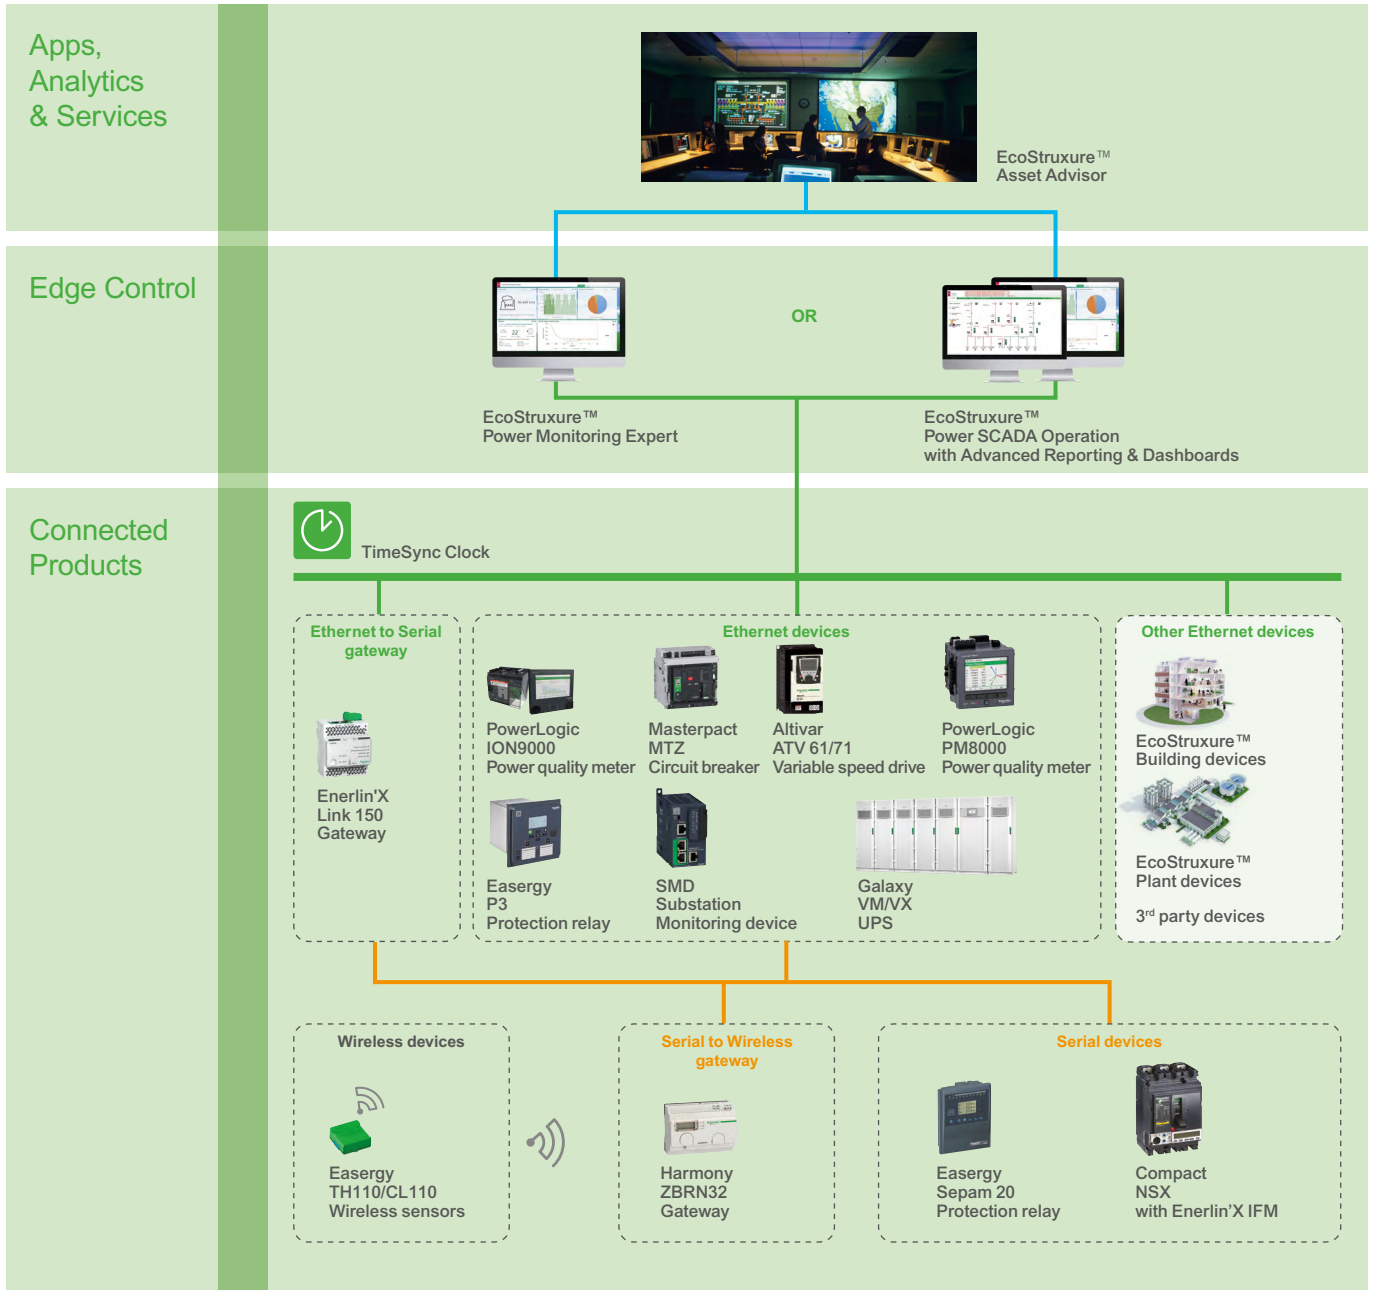 Apps,
Analytics
& Services
EcoStruxure™
Asset Advisor
Edge Control
OR
EcoStruxure™
Power Monitoring Expert
EcoStruxure™
Power SCADA Operation
with Advanced Reporting & Dashboards
Connected
Products
TimeSync Clock
Ethernet to Serial
gateway
Enerlin'X
Link 150
Gateway
Ethernet devices
PowerLogic
ION9000
Power quality meter
Masterpact
MTZ
Circuit breaker
Altivar
ATV 61/71
Variable speed drive
PowerLogic
PM8000
Power quality meter
Easergy
P3
Protection relay
SMD
Substation
Monitoring device
Galaxy
VM/VX
UPS
Other Ethernet devices
EcoStruxure™
Building devices
EcoStruxure™
Plant devices
3rd party devices
Wireless devices
Easergy
TH110/CL110
Wireless sensors
Serial to Wireless
gateway
Harmony
ZBRN32
Gateway
Serial devices
Easergy
Sepam 20
Protection relay
Compact
NSX
with Enerlin’X IFM